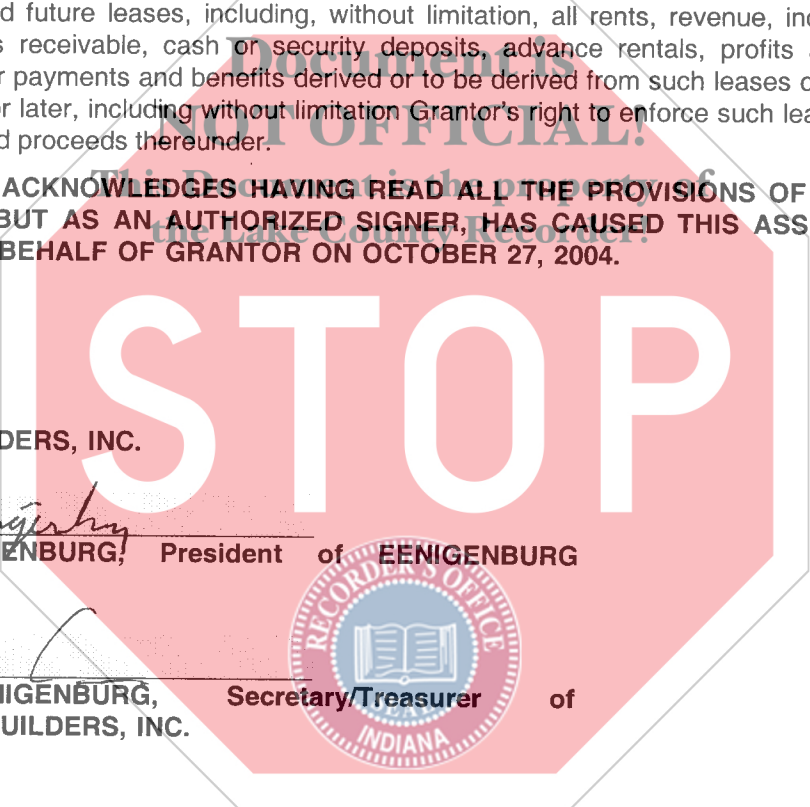 d future leases, including, without limitation, all rents, revenue, inc
s receivable, cash or security deposits, advance rentals, profits
r payments and benefits derived or to be derived from such leases o
or later, including without limitation Grantor's right to enforce such lea
d proceeds thereunder.
Document is
NOT OFFICIAL!
This Document is the property of
the Lake County Recorder!
ACKNOWLEDGES HAVING READ ALL THE PROVISIONS OF
BUT AS AN AUTHORIZED SIGNER, HAS CAUSED THIS ASS
BEHALF OF GRANTOR ON OCTOBER 27, 2004.
STOP
DERS, INC.
ENBURG, President of EENIGENBURG
NIGENBURG, Secretary/Treasurer of
UILDERS, INC.
RECORDER'S OFFICE
SEAL
INDIANA